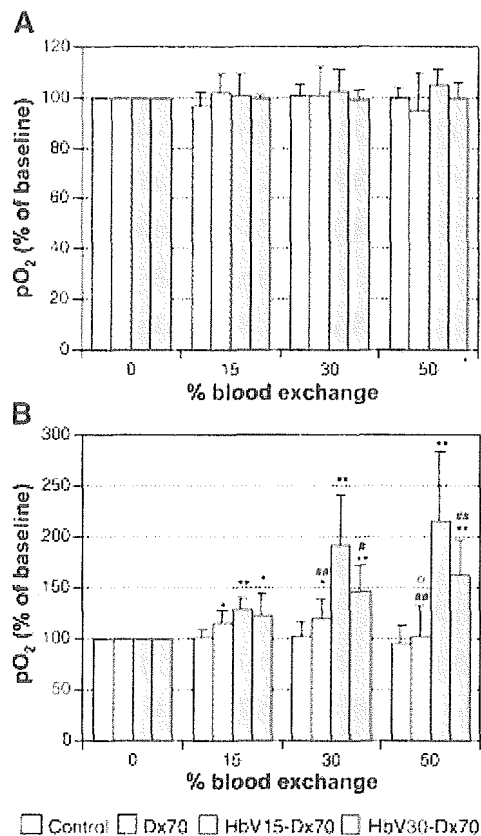 A
pO₂ (% of baseline)
120
100
80
60
40
20
0
0 15 30 50
% blood exchange
B
pO₂ (% of baseline)
300
250
200
150
100
50
0
* ** * ## * ** # ** ## ** ## **
0 15 30 50
% blood exchange
Control Dx70 HbV15-Dx70 HbV30-Dx70